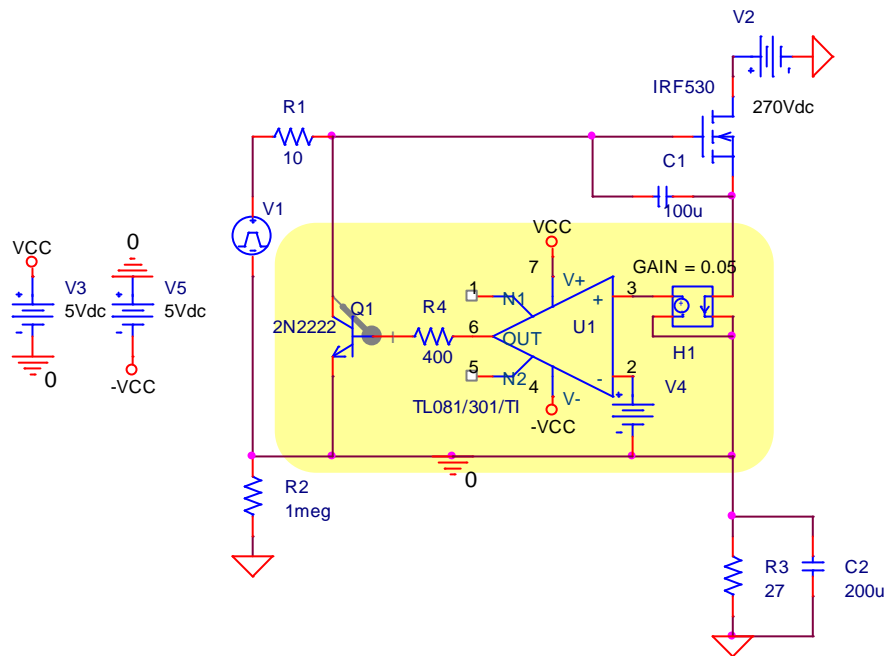 V2
IRF530
270Vdc
R1
10
C1
100u
V1
VCC
0
VCC
7
V+
GAIN = 0.05
V3
5Vdc
V5
5Vdc
1
N1
+
3
Q1
R4
2N2222
6
OUT
U1
400
H1
5
N2
-
2
4
V-
V4
0
-VCC
TL081/301/TI
-VCC
0
R2
1meg
R3
27
C2
200u